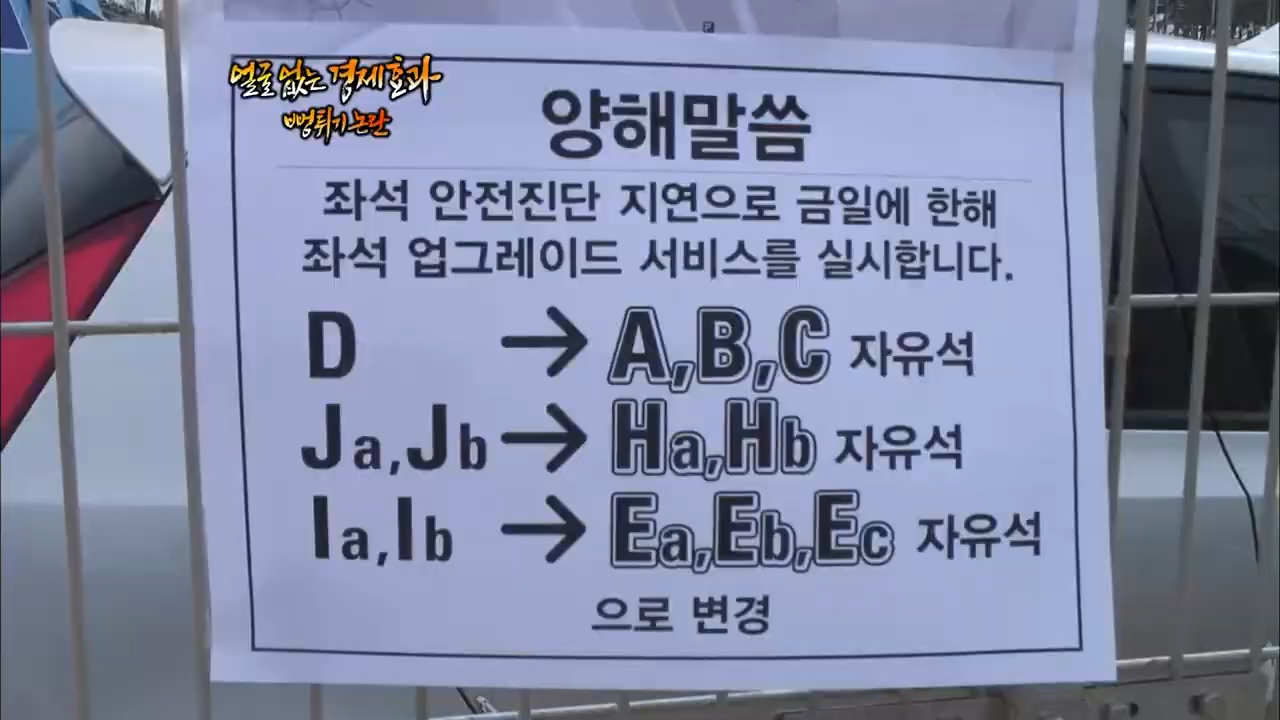 얼굴 없는 경제효과
뻥튀기 논란
양해말씀
좌석 안전진단 지연으로 금일에 한해
좌석 업그레이드 서비스를 실시합니다.
D → A,B,C 자유석
Ja,Jb → Ha,Hb 자유석
Ia,Ib → Ea,Eb,Ec 자유석
으로 변경